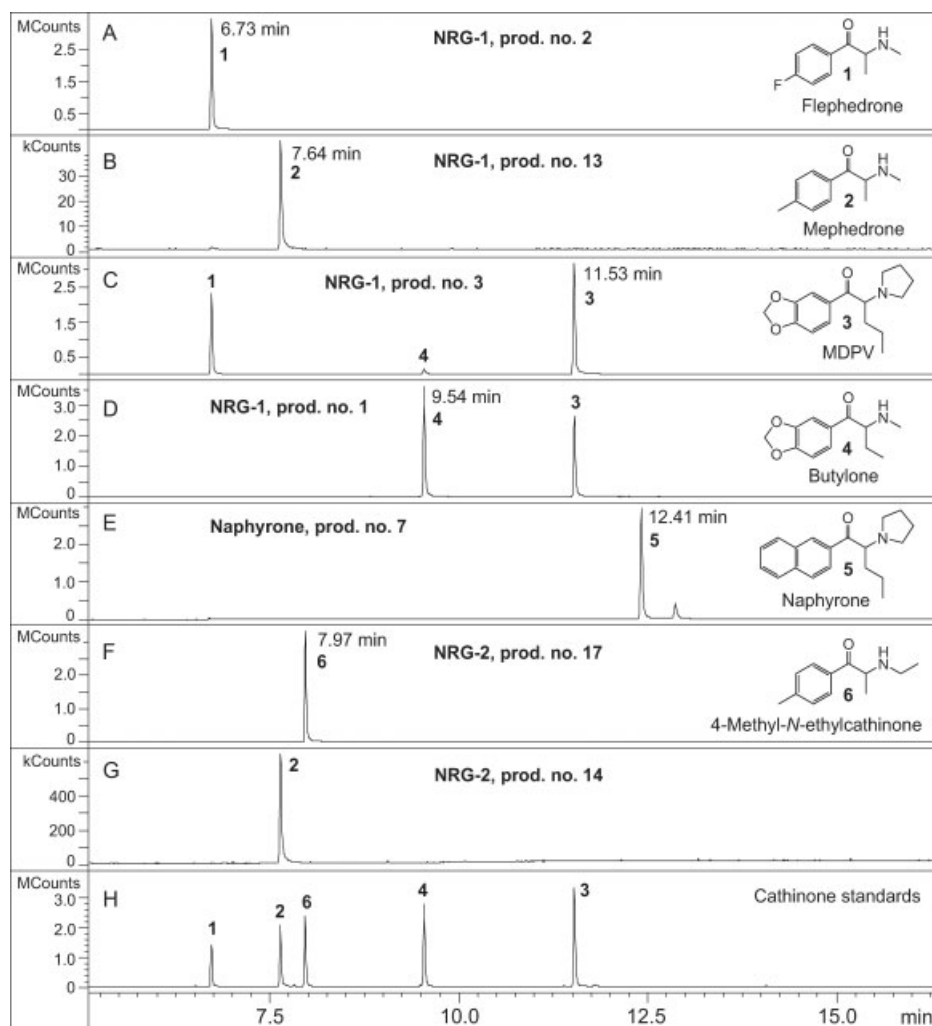 MCounts
A
6.73 min
1
NRG-1, prod. no. 2
2.5
1.5
0.5
O
H
N
F
1
Flephedrone
kCounts
B
7.64 min
2
NRG-1, prod. no. 13
30
20
10
0
O
H
N
2
Mephedrone
MCounts
C
1
NRG-1, prod. no. 3
11.53 min
3
4
2.5
1.5
0.5
O
N
O
O
3
MDPV
MCounts
D
NRG-1, prod. no. 1
9.54 min
4
3
3.0
2.0
1.0
0
O
H
N
O
O
4
Butylone
MCounts
E
Naphyrone, prod. no. 7
12.41 min
5
2.0
1.0
0
O
N
5
Naphyrone
MCounts
F
7.97 min
6
NRG-2, prod. no. 17
2.0
1.0
0
O
H
N
6
4-Methyl-N-ethylcathinone
kCounts
G
2
NRG-2, prod. no. 14
400
200
0
MCounts
H
1
2
6
4
3
Cathinone standards
3.0
2.0
1.0
0
7.5
10.0
12.5
15.0
min